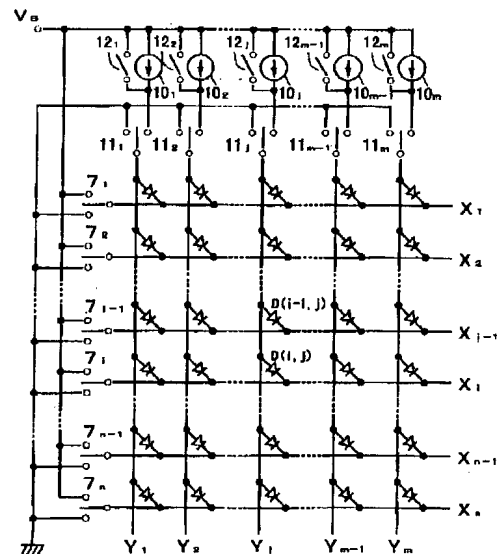 V_B
12₁ 12₂ 12ⱼ 12ₘ₋₁ 12ₘ
10₁ 10₂ 10ⱼ 10ₘ₋₁ 10ₘ
11₁ 11₂ 11ⱼ 11ₘ₋₁ 11ₘ
7₁ X₁
7₂ X₂
7ᵢ₋₁ D(i-1,j) Xⱼ₋₁
7ᵢ D(i,j) Xᵢ
7ₙ₋₁ Xₙ₋₁
7ₙ Xₙ
Y₁ Y₂ Yⱼ Yₘ₋₁ Yₘ